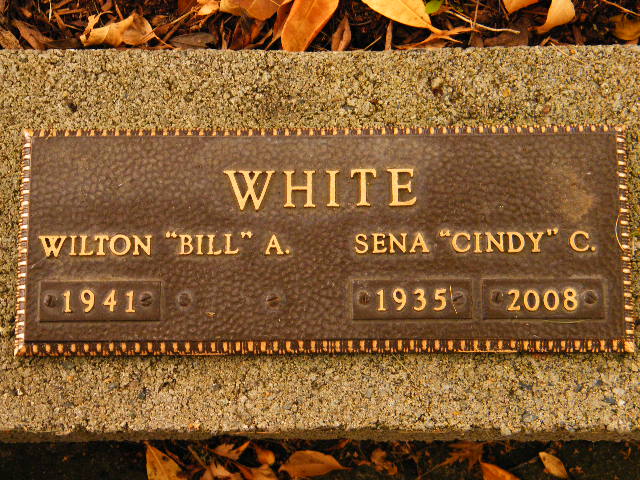 WHITE
WILTON "BILL" A. SENA "CINDY" C.
1941 1935 2008